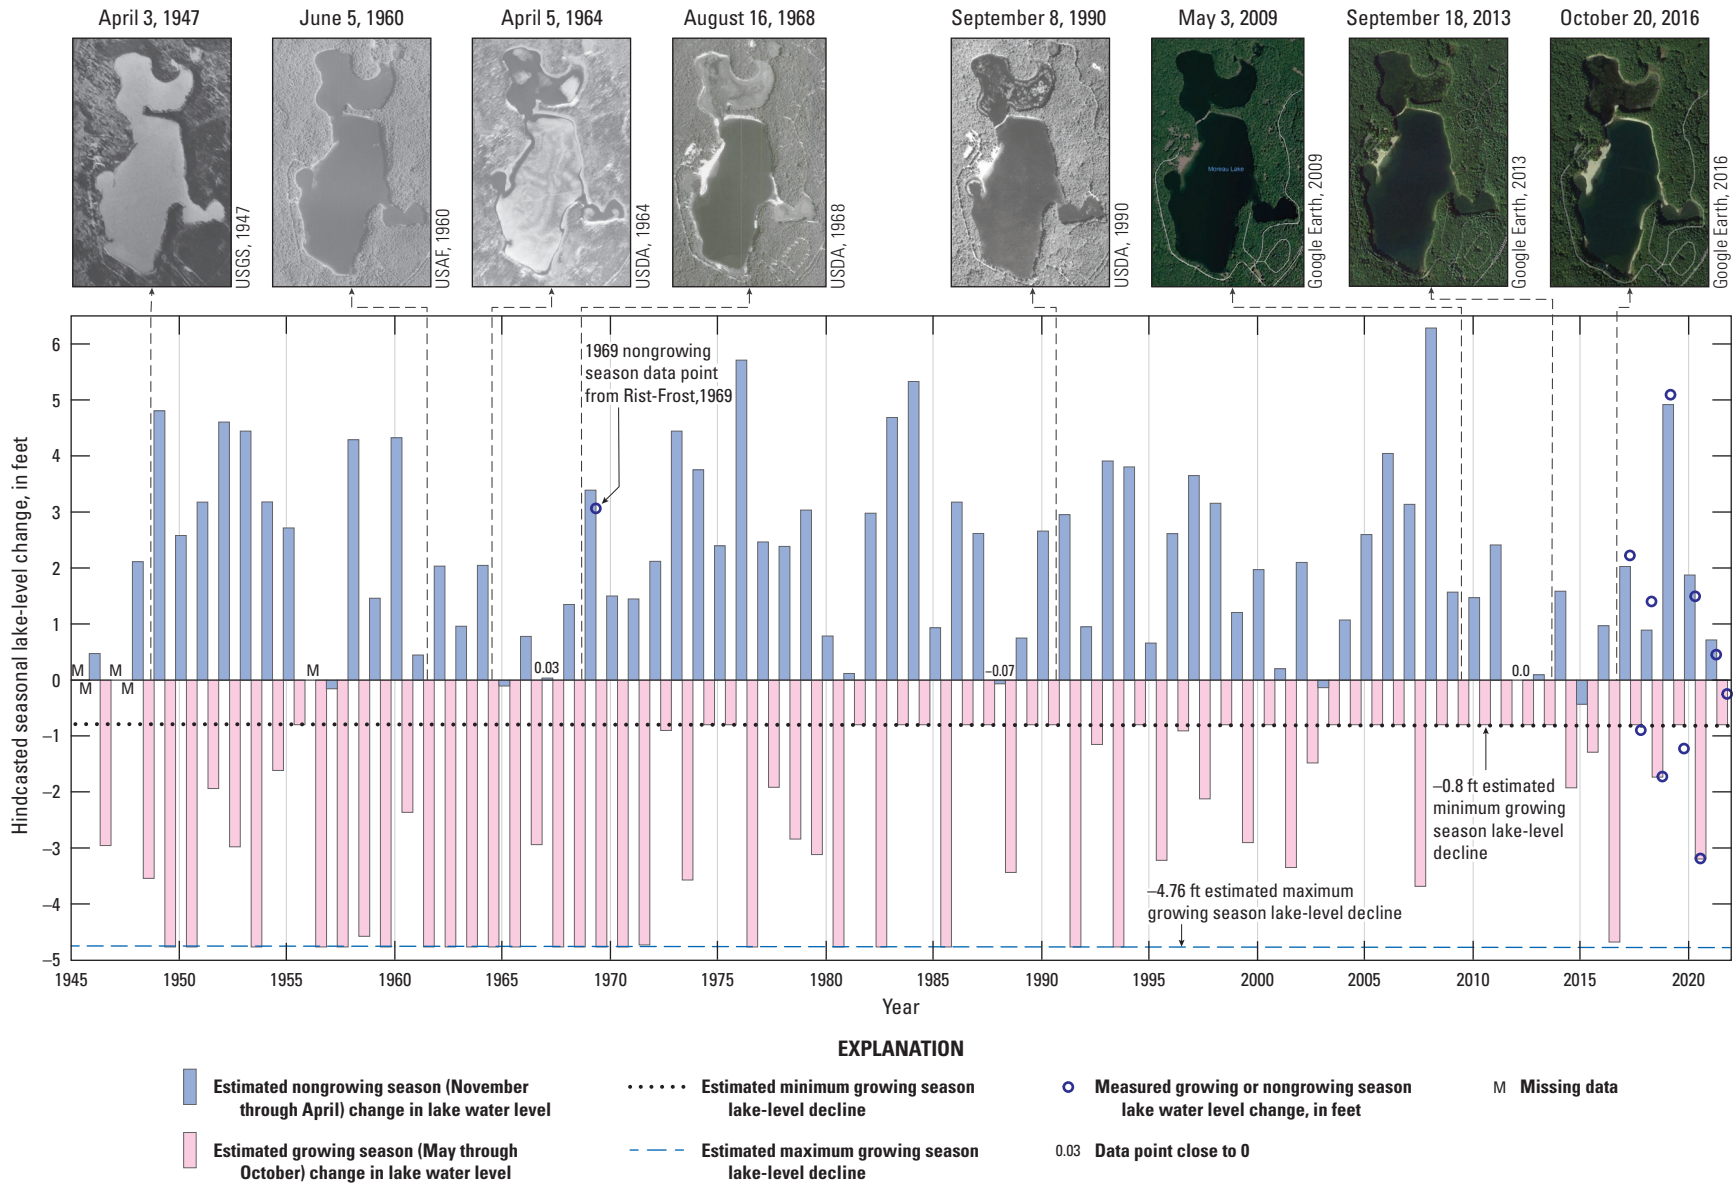 April 3, 1947
June 5, 1960
April 5, 1964
August 16, 1968
September 8, 1990
May 3, 2009
September 18, 2013
October 20, 2016
USGS, 1947
USAF, 1960
USDA, 1964
USDA, 1968
USDA, 1990
Moreau Lake
Google Earth, 2009
Google Earth, 2013
Google Earth, 2016
Hindcasted seasonal lake-level change, in feet
6
5
4
3
2
1
0
–1
–2
–3
–4
–5
1969 nongrowing
season data point
from Rist-Frost,1969
M
M
M
M
M
0.03
–0.07
0.0
–0.8 ft estimated
minimum growing
season lake-level
decline
–4.76 ft estimated maximum
growing season lake-level decline
1945 1950 1955 1960 1965 1970 1975 1980 1985 1990 1995 2000 2005 2010 2015 2020
Year
EXPLANATION
Estimated nongrowing season (November
through April) change in lake water level
Estimated growing season (May through
October) change in lake water level
Estimated minimum growing season
lake-level decline
Estimated maximum growing season
lake-level decline
Measured growing or nongrowing season
lake water level change, in feet
0.03 Data point close to 0
M Missing data